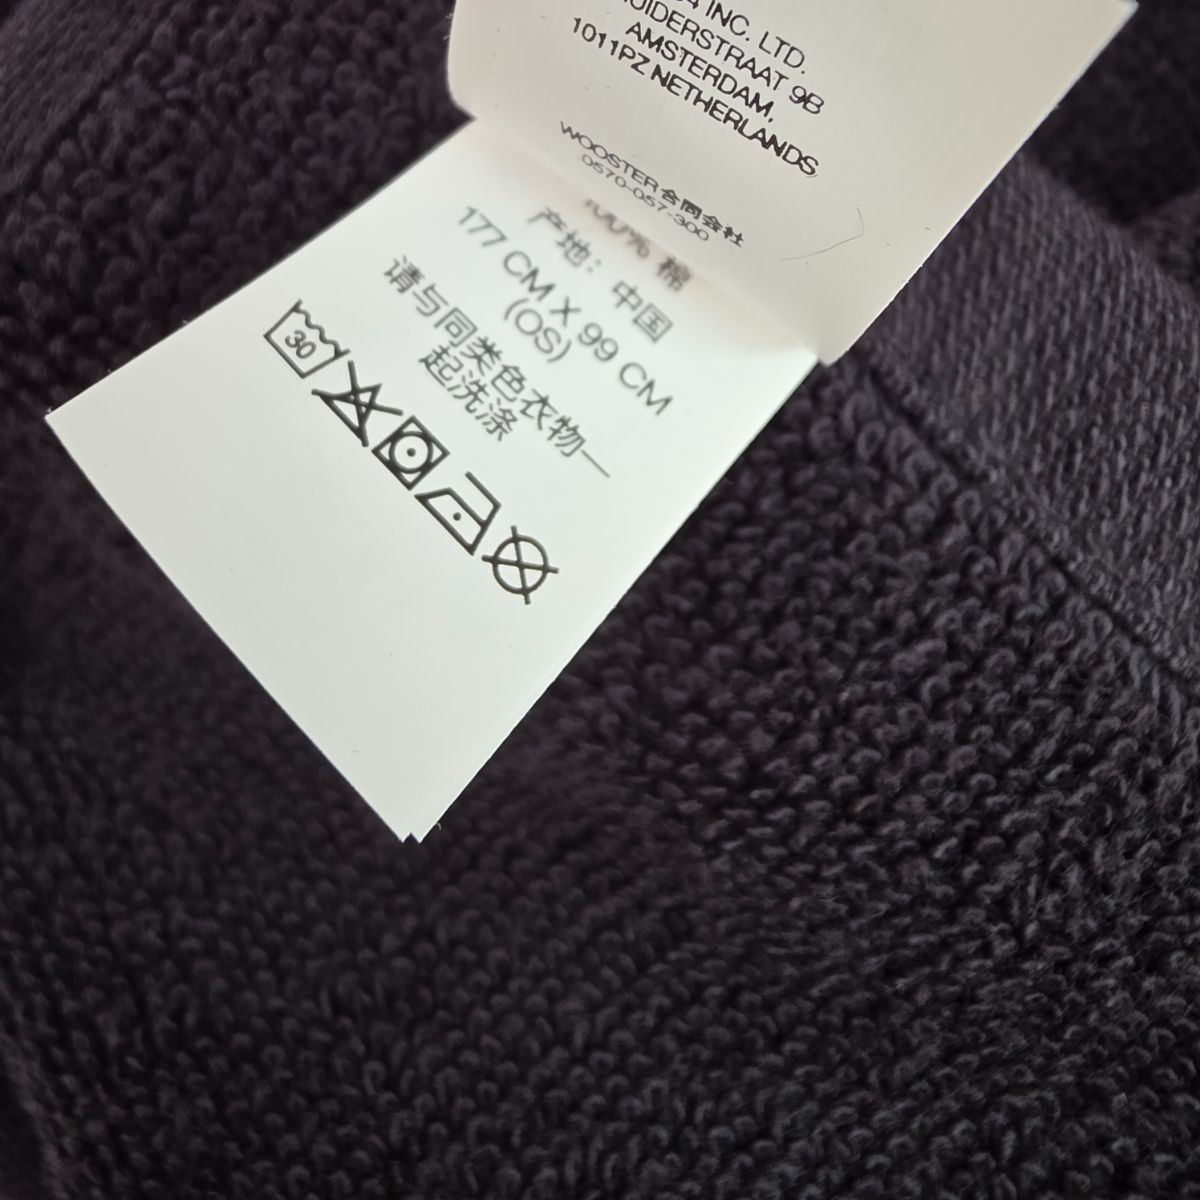 INC. LTD.
AMSTERDAM,
1011PZ NETHERLANDS
WOOSTER合同会社
0570-057-300
100% 棉
产地：中国
177 CM X 99 CM
(OS)
请与同类色衣物一
起洗涤
30